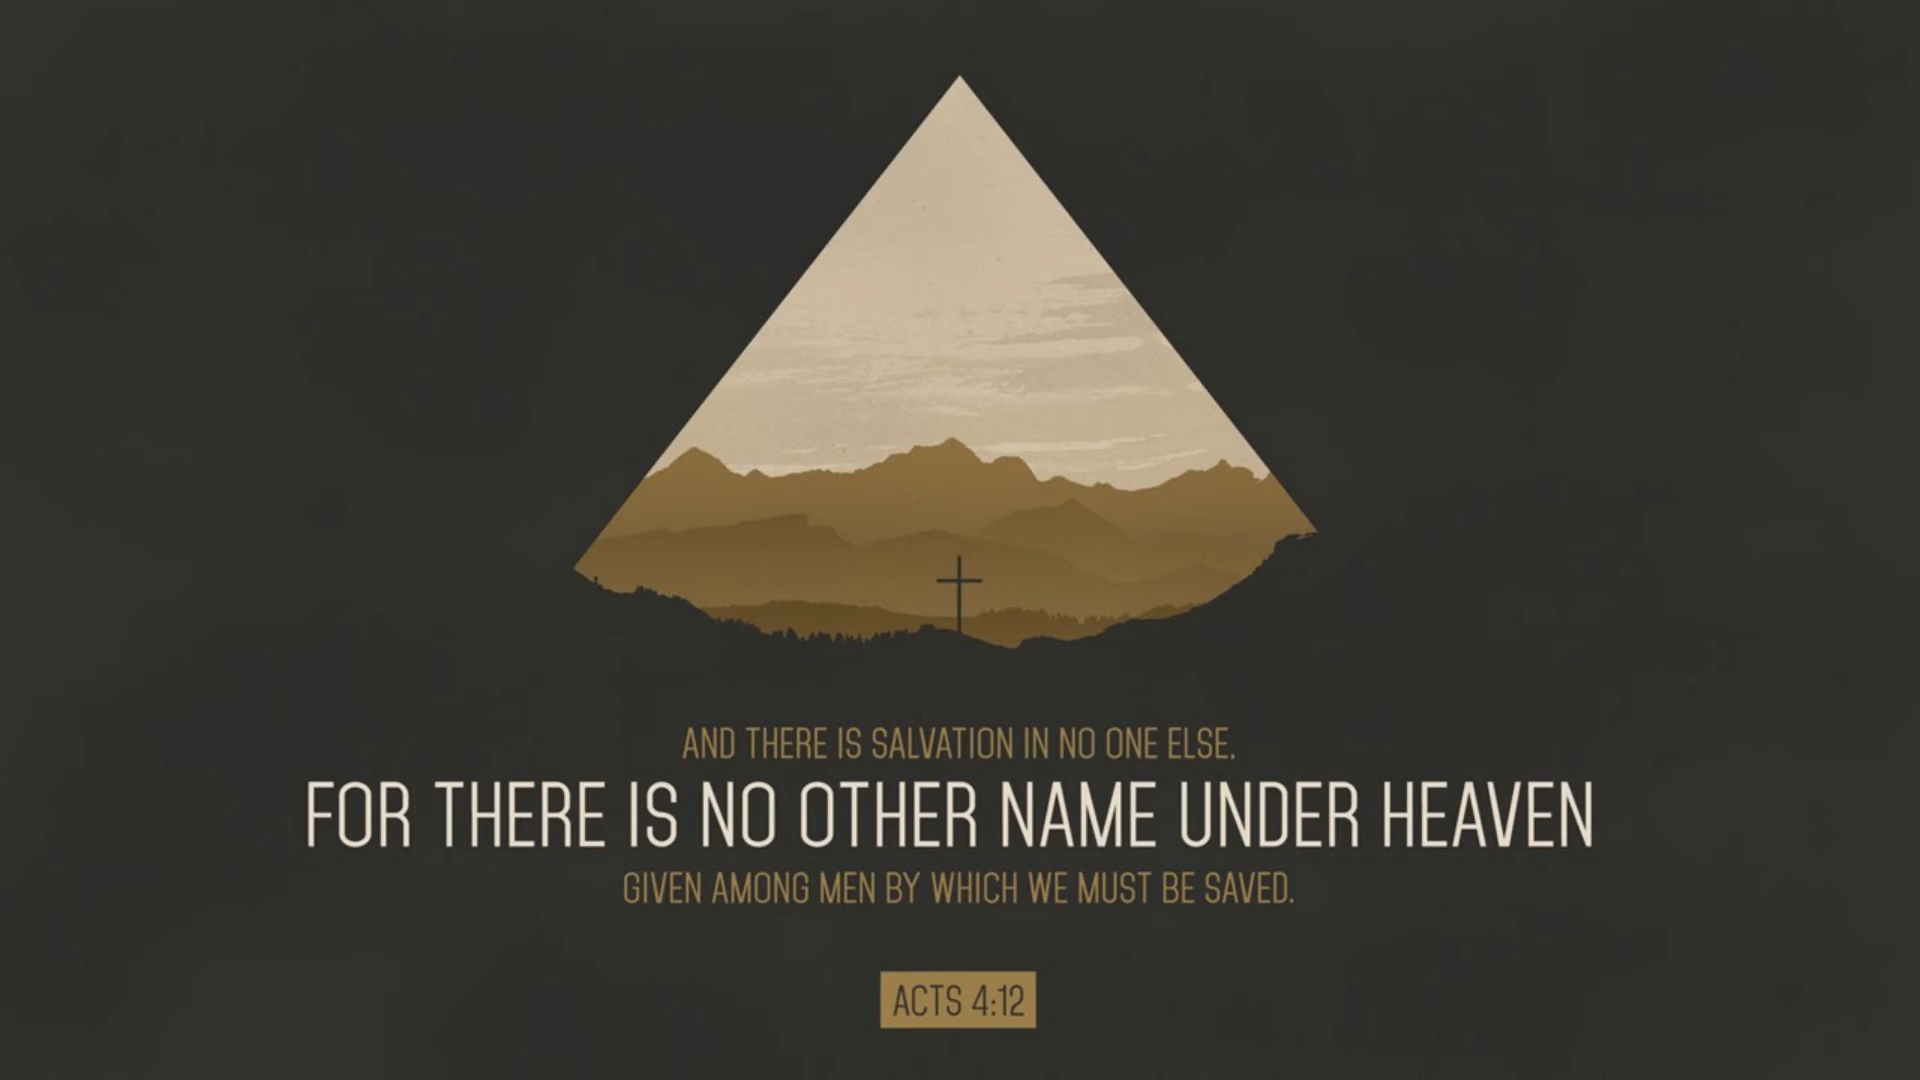 AND THERE IS SALVATION IN NO ONE ELSE,
FOR THERE IS NO OTHER NAME UNDER HEAVEN
GIVEN AMONG MEN BY WHICH WE MUST BE SAVED.
ACTS 4:12